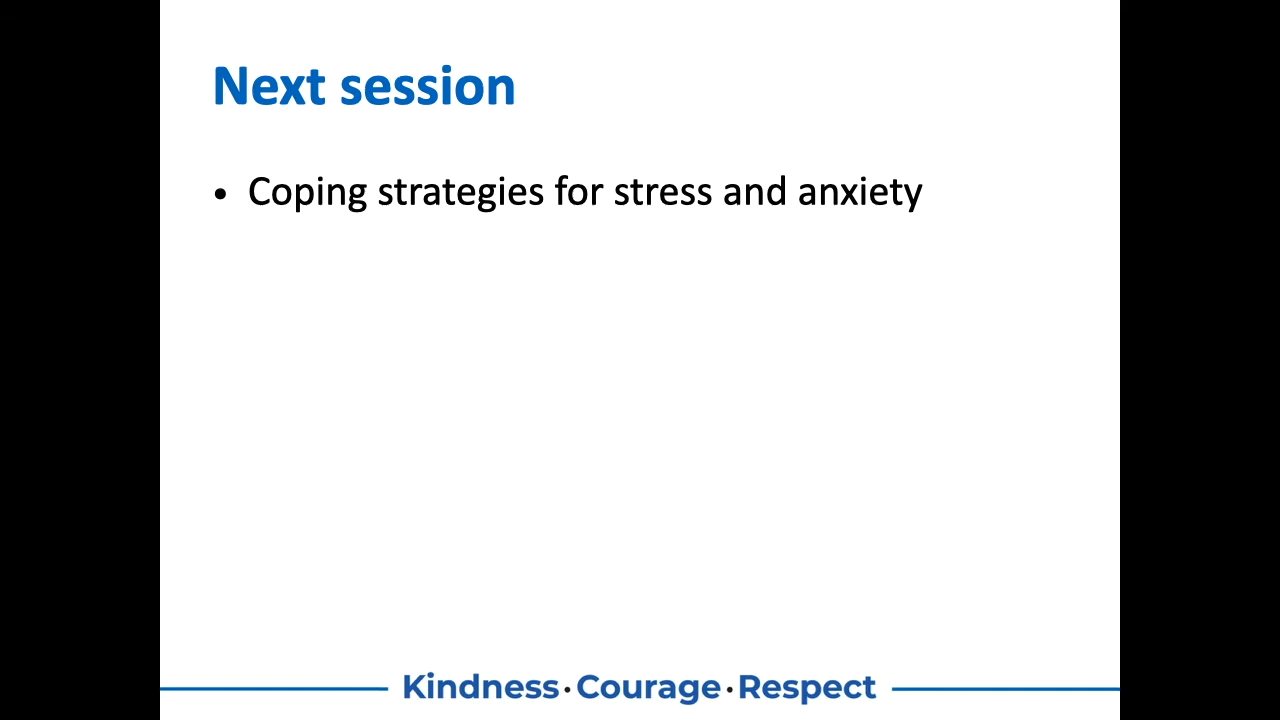 Next session
• Coping strategies for stress and anxiety
Kindness · Courage · Respect